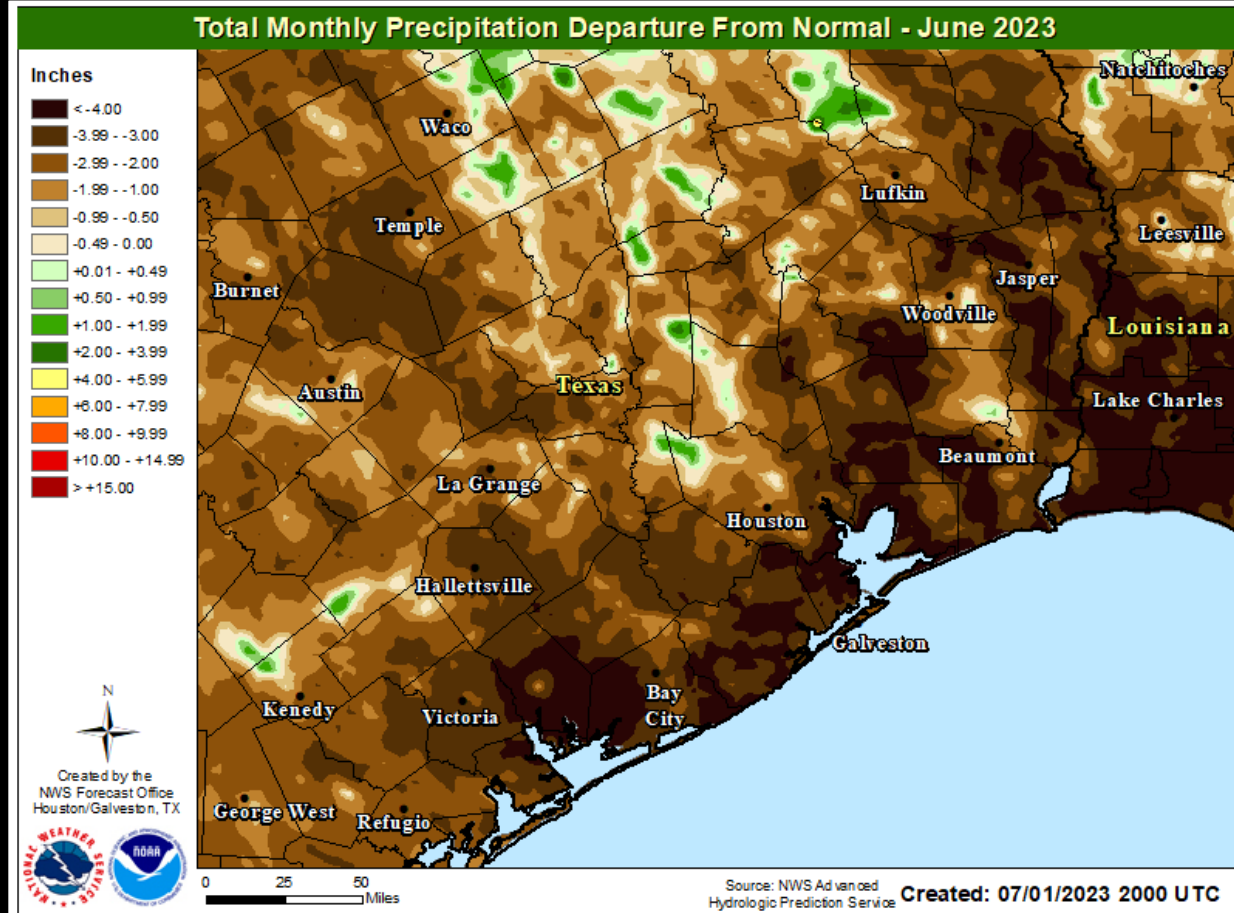 Total Monthly Precipitation Departure From Normal - June 2023
Inches
< -4.00
-3.99 - -3.00
-2.99 - -2.00
-1.99 - -1.00
-0.99 - -0.50
-0.49 - 0.00
+0.01 - +0.49
+0.50 - +0.99
+1.00 - +1.99
+2.00 - +3.99
+4.00 - +5.99
+6.00 - +7.99
+8.00 - +9.99
+10.00 - +14.99
> +15.00
Natchitoches
Waco
Lufkin
Temple
Leesville
Burnet
Jasper
Woodville
Louisiana
Texas
Austin
Lake Charles
Beaumont
La Grange
Houston
Hallettsville
Galveston
Kenedy
Victoria
Bay
City
George West
Refugio
N
Created by the
NWS Forecast Office
Houston/Galveston, TX
NATIONAL WEATHER SERVICE
NOAA
0 25 50
Miles
Source: NWS Advanced
Hydrologic Prediction Service
Created: 07/01/2023 2000 UTC